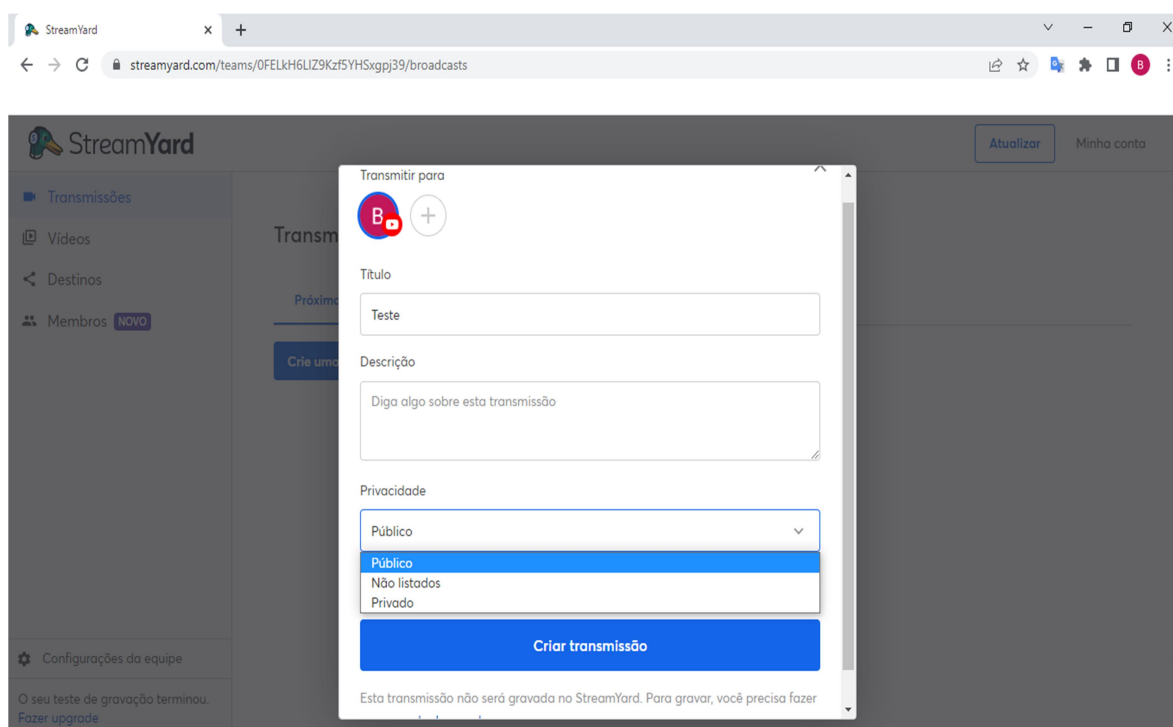 StreamYard
streamyard.com/teams/0FELkH6LIZ9Kzf5YHSxgpj39/broadcasts
B
StreamYard
Atualizar
Minha conta
Transmissões
Vídeos
Destinos
Membros NOVO
Transm
Próximo
Crie uma
Transmitir para
B
Título
Teste
Descrição
Diga algo sobre esta transmissão
Privacidade
Público
Público
Não listados
Privado
Criar transmissão
Esta transmissão não será gravada no StreamYard. Para gravar, você precisa fazer
Configurações da equipe
O seu teste de gravação terminou.
Fazer upgrade